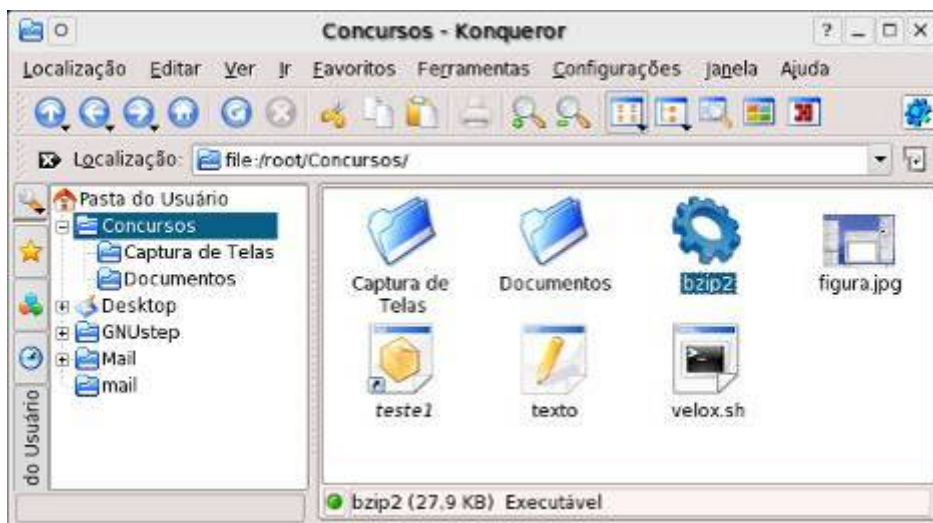 Concursos - Konqueror
Localização Editar Ver Ir Favoritos Ferramentas Configurações Janela Ajuda
Localização: file:/root/Concursos/
Pasta do Usuário
Concursos
Captura de Telas
Documentos
Desktop
GNUstep
Mail
mail
do Usuário
Captura de
Telas
Documentos
bzip2
figura.jpg
teste1
texto
velox.sh
bzip2 (27,9 KB) Executável